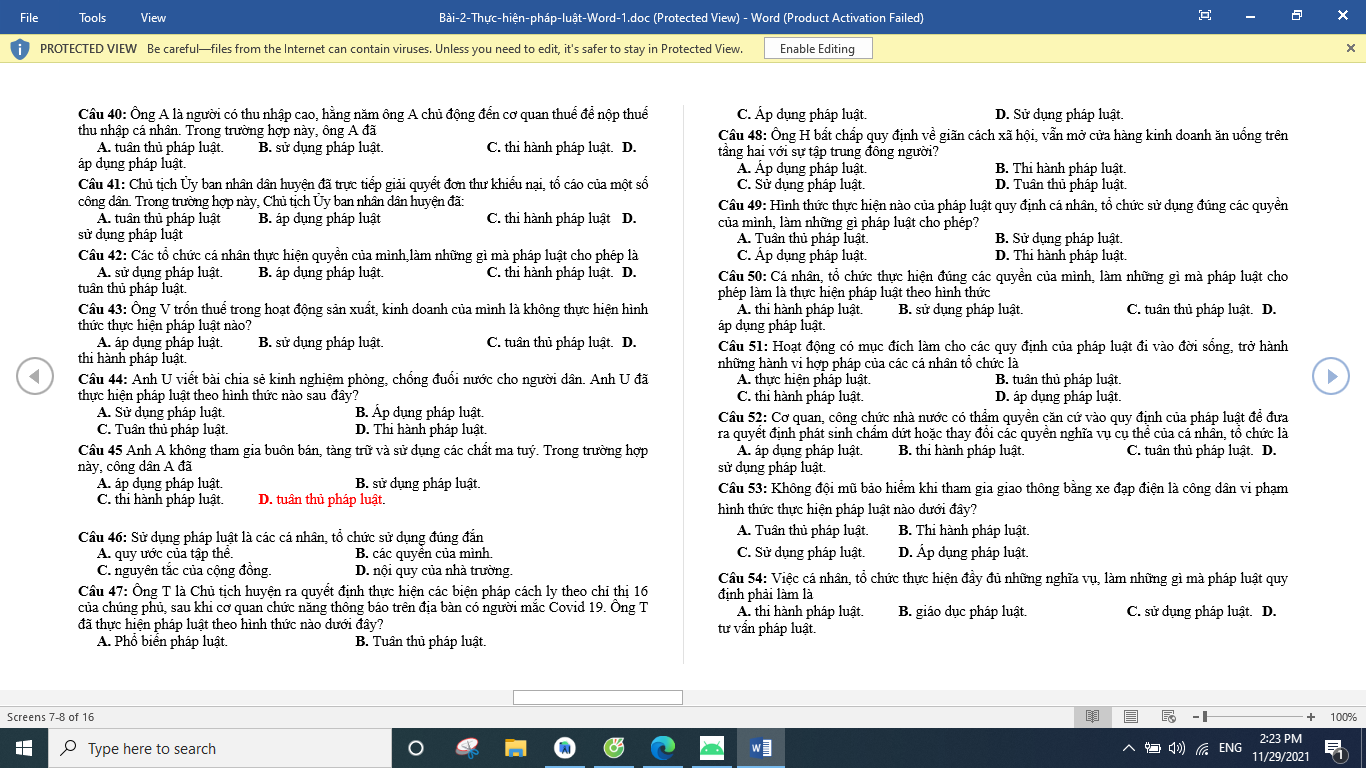 File Tools View Bài-2-Thực-hiện-pháp-luật-Word-1.doc (Protected View) - Word (Product Activation Failed)
PROTECTED VIEW Be careful—files from the Internet can contain viruses. Unless you need to edit, it's safer to stay in Protected View. Enable Editing
Câu 40: Ông A là người có thu nhập cao, hằng năm ông A chủ động đến cơ quan thuế để nộp thuế
thu nhập cá nhân. Trong trường hợp này, ông A đã
A. tuân thủ pháp luật. B. sử dụng pháp luật. C. thi hành pháp luật. D.
áp dụng pháp luật.
Câu 41: Chủ tịch Ủy ban nhân dân huyện đã trực tiếp giải quyết đơn thư khiếu nại, tố cáo của một số
công dân. Trong trường hợp này, Chủ tịch Ủy ban nhân dân huyện đã:
A. tuân thủ pháp luật B. áp dụng pháp luật C. thi hành pháp luật D.
sử dụng pháp luật
Câu 42: Các tổ chức cá nhân thực hiện quyền của mình,làm những gì mà pháp luật cho phép là
A. sử dụng pháp luật. B. áp dụng pháp luật. C. thi hành pháp luật. D.
tuân thủ pháp luật.
Câu 43: Ông V trốn thuế trong hoạt động sản xuất, kinh doanh của mình là không thực hiện hình
thức thực hiện pháp luật nào?
A. áp dụng pháp luật. B. sử dụng pháp luật. C. tuân thủ pháp luật. D.
thi hành pháp luật.
Câu 44: Anh U viết bài chia sẻ kinh nghiệm phòng, chống đuối nước cho người dân. Anh U đã
thực hiện pháp luật theo hình thức nào sau đây?
A. Sử dụng pháp luật. B. Áp dụng pháp luật.
C. Tuân thủ pháp luật. D. Thi hành pháp luật.
Câu 45 Anh A không tham gia buôn bán, tàng trữ và sử dụng các chất ma tuý. Trong trường hợp
này, công dân A đã
A. áp dụng pháp luật. B. sử dụng pháp luật.
C. thi hành pháp luật. D. tuân thủ pháp luật.
Câu 46: Sử dụng pháp luật là các cá nhân, tổ chức sử dụng đúng đắn
A. quy ước của tập thể. B. các quyền của mình.
C. nguyên tắc của cộng đồng. D. nội quy của nhà trường.
Câu 47: Ông T là Chủ tịch huyện ra quyết định thực hiện các biện pháp cách ly theo chỉ thị 16
của chúng phủ, sau khi cơ quan chức năng thông báo trên địa bàn có người mắc Covid 19. Ông T
đã thực hiện pháp luật theo hình thức nào dưới đây?
A. Phổ biến pháp luật. B. Tuân thủ pháp luật.
C. Áp dụng pháp luật. D. Sử dụng pháp luật.
Câu 48: Ông H bất chấp quy định về giãn cách xã hội, vẫn mở cửa hàng kinh doanh ăn uống trên
tầng hai với sự tập trung đông người?
A. Áp dụng pháp luật. B. Thi hành pháp luật.
C. Sử dụng pháp luật. D. Tuân thủ pháp luật.
Câu 49: Hình thức thực hiện nào của pháp luật quy định cá nhân, tổ chức sử dụng đúng các quyền
của mình, làm những gì pháp luật cho phép?
A. Tuân thủ pháp luật. B. Sử dụng pháp luật.
C. Áp dụng pháp luật. D. Thi hành pháp luật.
Câu 50: Cá nhân, tổ chức thực hiện đúng các quyền của mình, làm những gì mà pháp luật cho
phép làm là thực hiện pháp luật theo hình thức
A. thi hành pháp luật. B. sử dụng pháp luật. C. tuân thủ pháp luật. D.
áp dụng pháp luật.
Câu 51: Hoạt động có mục đích làm cho các quy định của pháp luật đi vào đời sống, trở hành
những hành vi hợp pháp của các cá nhân tổ chức là
A. thực hiện pháp luật. B. tuân thủ pháp luật.
C. thi hành pháp luật. D. áp dụng pháp luật.
Câu 52: Cơ quan, công chức nhà nước có thẩm quyền căn cứ vào quy định của pháp luật để đưa
ra quyết định phát sinh chấm dứt hoặc thay đổi các quyền nghĩa vụ cụ thể của cá nhân, tổ chức là
A. áp dụng pháp luật. B. thi hành pháp luật. C. tuân thủ pháp luật. D.
sử dụng pháp luật.
Câu 53: Không đội mũ bảo hiểm khi tham gia giao thông bằng xe đạp điện là công dân vi phạm
hình thức thực hiện pháp luật nào dưới đây?
A. Tuân thủ pháp luật. B. Thi hành pháp luật.
C. Sử dụng pháp luật. D. Áp dụng pháp luật.
Câu 54: Việc cá nhân, tổ chức thực hiện đầy đủ những nghĩa vụ, làm những gì mà pháp luật quy
định phải làm là
A. thi hành pháp luật. B. giáo dục pháp luật. C. sử dụng pháp luật. D.
tư vấn pháp luật.
Screens 7-8 of 16 100%
Type here to search ENG 2:23 PM
11/29/2021 1